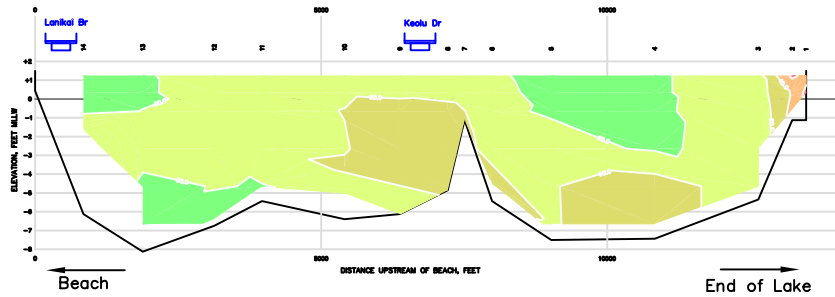 0 5000 10000
Lanikai Br Keolu Dr
14 13 12 11 10 9 8 7 6 5 4 3 2 1
+2
+1
0
-1
-2
-3
-4
-5
-6
-7
-8
ELEVATION, FEET MLLW
0 5000 10000
DISTANCE UPSTREAM OF BEACH, FEET
Beach
End of Lake